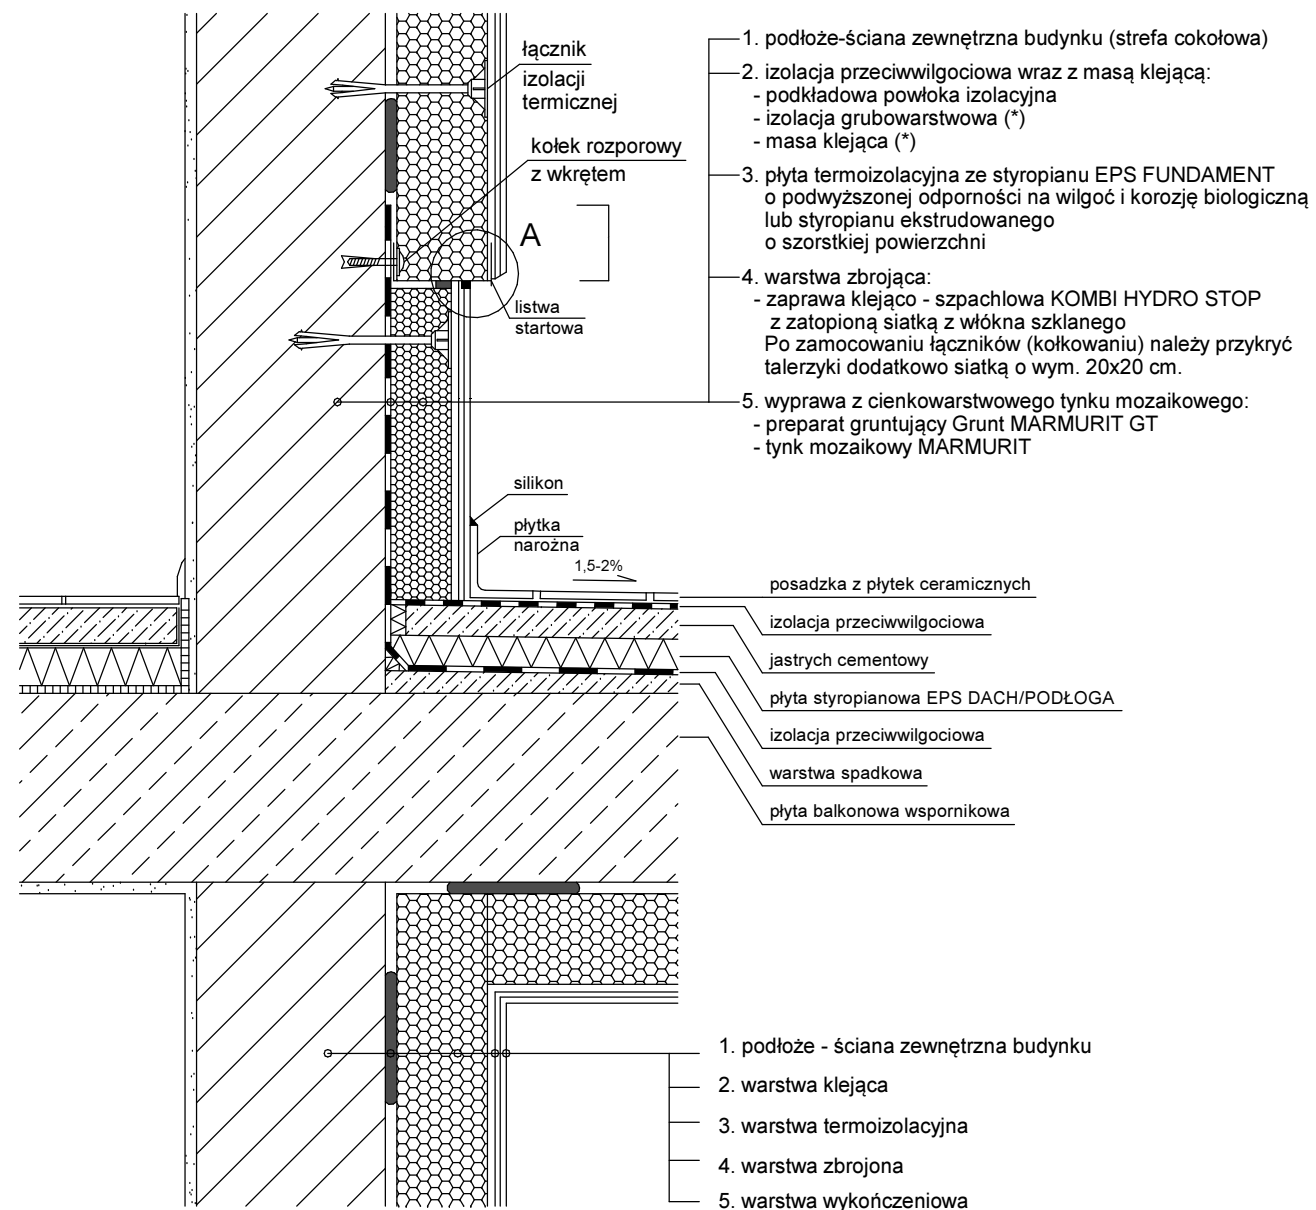 łącznik
izolacji
termicznej
kołek rozporowy
z wkrętem
A
listwa
startowa
1. podłoże-ściana zewnętrzna budynku (strefa cokołowa)
2. izolacja przeciwwilgociowa wraz z masą klejącą:
- podkładowa powłoka izolacyjna
- izolacja grubowarstwowa (*)
- masa klejąca (*)
3. płyta termoizolacyjna ze styropianu EPS FUNDAMENT
o podwyższonej odporności na wilgoć i korozję biologiczną
lub styropianu ekstrudowanego
o szorstkiej powierzchni
4. warstwa zbrojąca:
- zaprawa klejąco - szpachlowa KOMBI HYDRO STOP
z zatopioną siatką z włókna szklanego
Po zamocowaniu łączników (kołkowaniu) należy przykryć
talerzyki dodatkowo siatką o wym. 20x20 cm.
5. wyprawa z cienkowarstwowego tynku mozaikowego:
- preparat gruntujący Grunt MARMURIT GT
- tynk mozaikowy MARMURIT
silikon
płytka
narożna
1,5-2%
posadzka z płytek ceramicznych
izolacja przeciwwilgociowa
jastrych cementowy
płyta styropianowa EPS DACH/PODŁOGA
izolacja przeciwwilgociowa
warstwa spadkowa
płyta balkonowa wspornikowa
1. podłoże - ściana zewnętrzna budynku
2. warstwa klejąca
3. warstwa termoizolacyjna
4. warstwa zbrojona
5. warstwa wykończeniowa